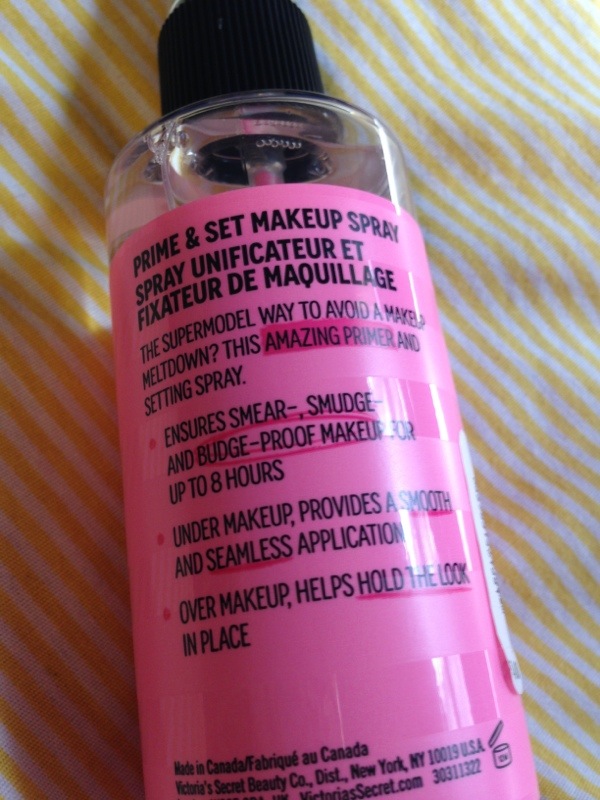 PRIME & SET MAKEUP SPRAY
SPRAY UNIFICATEUR ET
FIXATEUR DE MAQUILLAGE
THE SUPERMODEL WAY TO AVOID A MAKEUP
MELTDOWN? THIS AMAZING PRIMER AND
SETTING SPRAY.
• ENSURES SMEAR-, SMUDGE-
AND BUDGE-PROOF MAKEUP FOR
UP TO 8 HOURS
• UNDER MAKEUP, PROVIDES A SMOOTH
AND SEAMLESS APPLICATION
• OVER MAKEUP, HELPS HOLD THE LOOK
IN PLACE
Made in Canada/Fabriqué au Canada
Victoria's Secret Beauty Co., Dist., New York, NY 10019 U.S.A.
VictoriasSecret.com 30311322